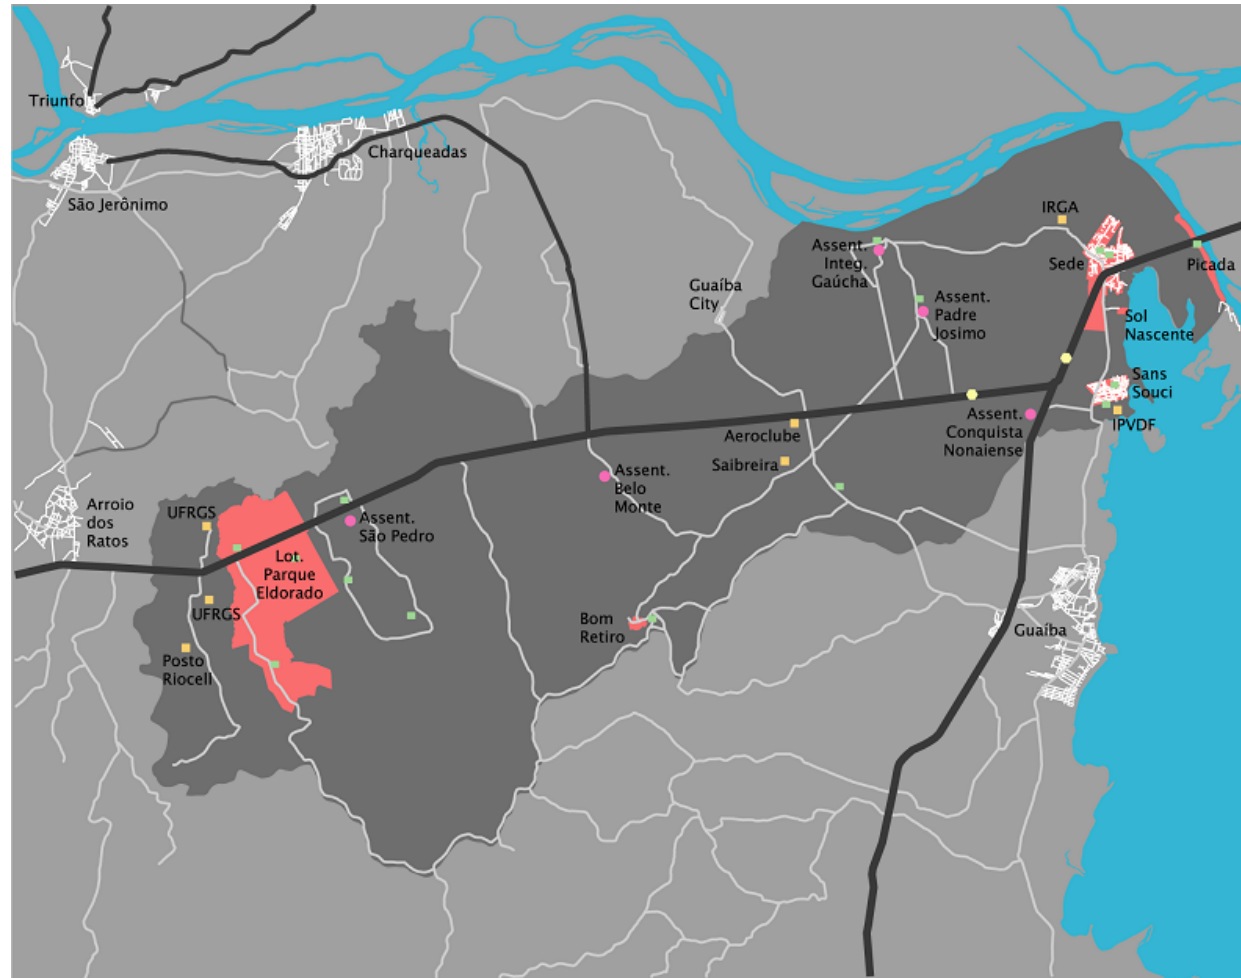 Triunfo
Charqueadas
São Jerônimo
IRGA
Assent.
Integ.
Gaúcha
Sede
Picada
Guaíba
City
Assent.
Padre
Josimo
Sol
Nascente
Sans
Souci
Assent.
Conquista
Nonaiense
IPVDF
Aeroclube
Saibreira
Assent.
Belo
Monte
Arroio
dos
Ratos
UFRGS
Assent.
São Pedro
Lot.
Parque
Eldorado
UFRGS
Bom
Retiro
Guaíba
Posto
Riocell